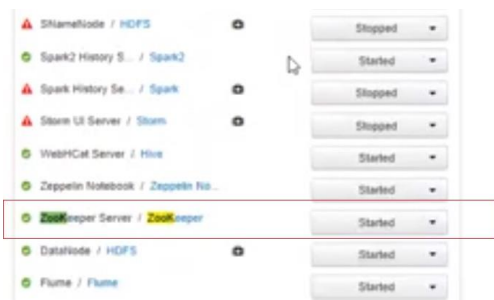 SNameNode / HDFS Stopped
Spark2 History S... / Spark2 Started
Spark History Se... / Spark Stopped
Storm UI Server / Storm Stopped
WebHCat Server / Hive Started
Zeppelin Notebook / Zeppelin No... Started
ZooKeeper Server / ZooKeeper Started
DataNode / HDFS Started
Flume / Flume Started